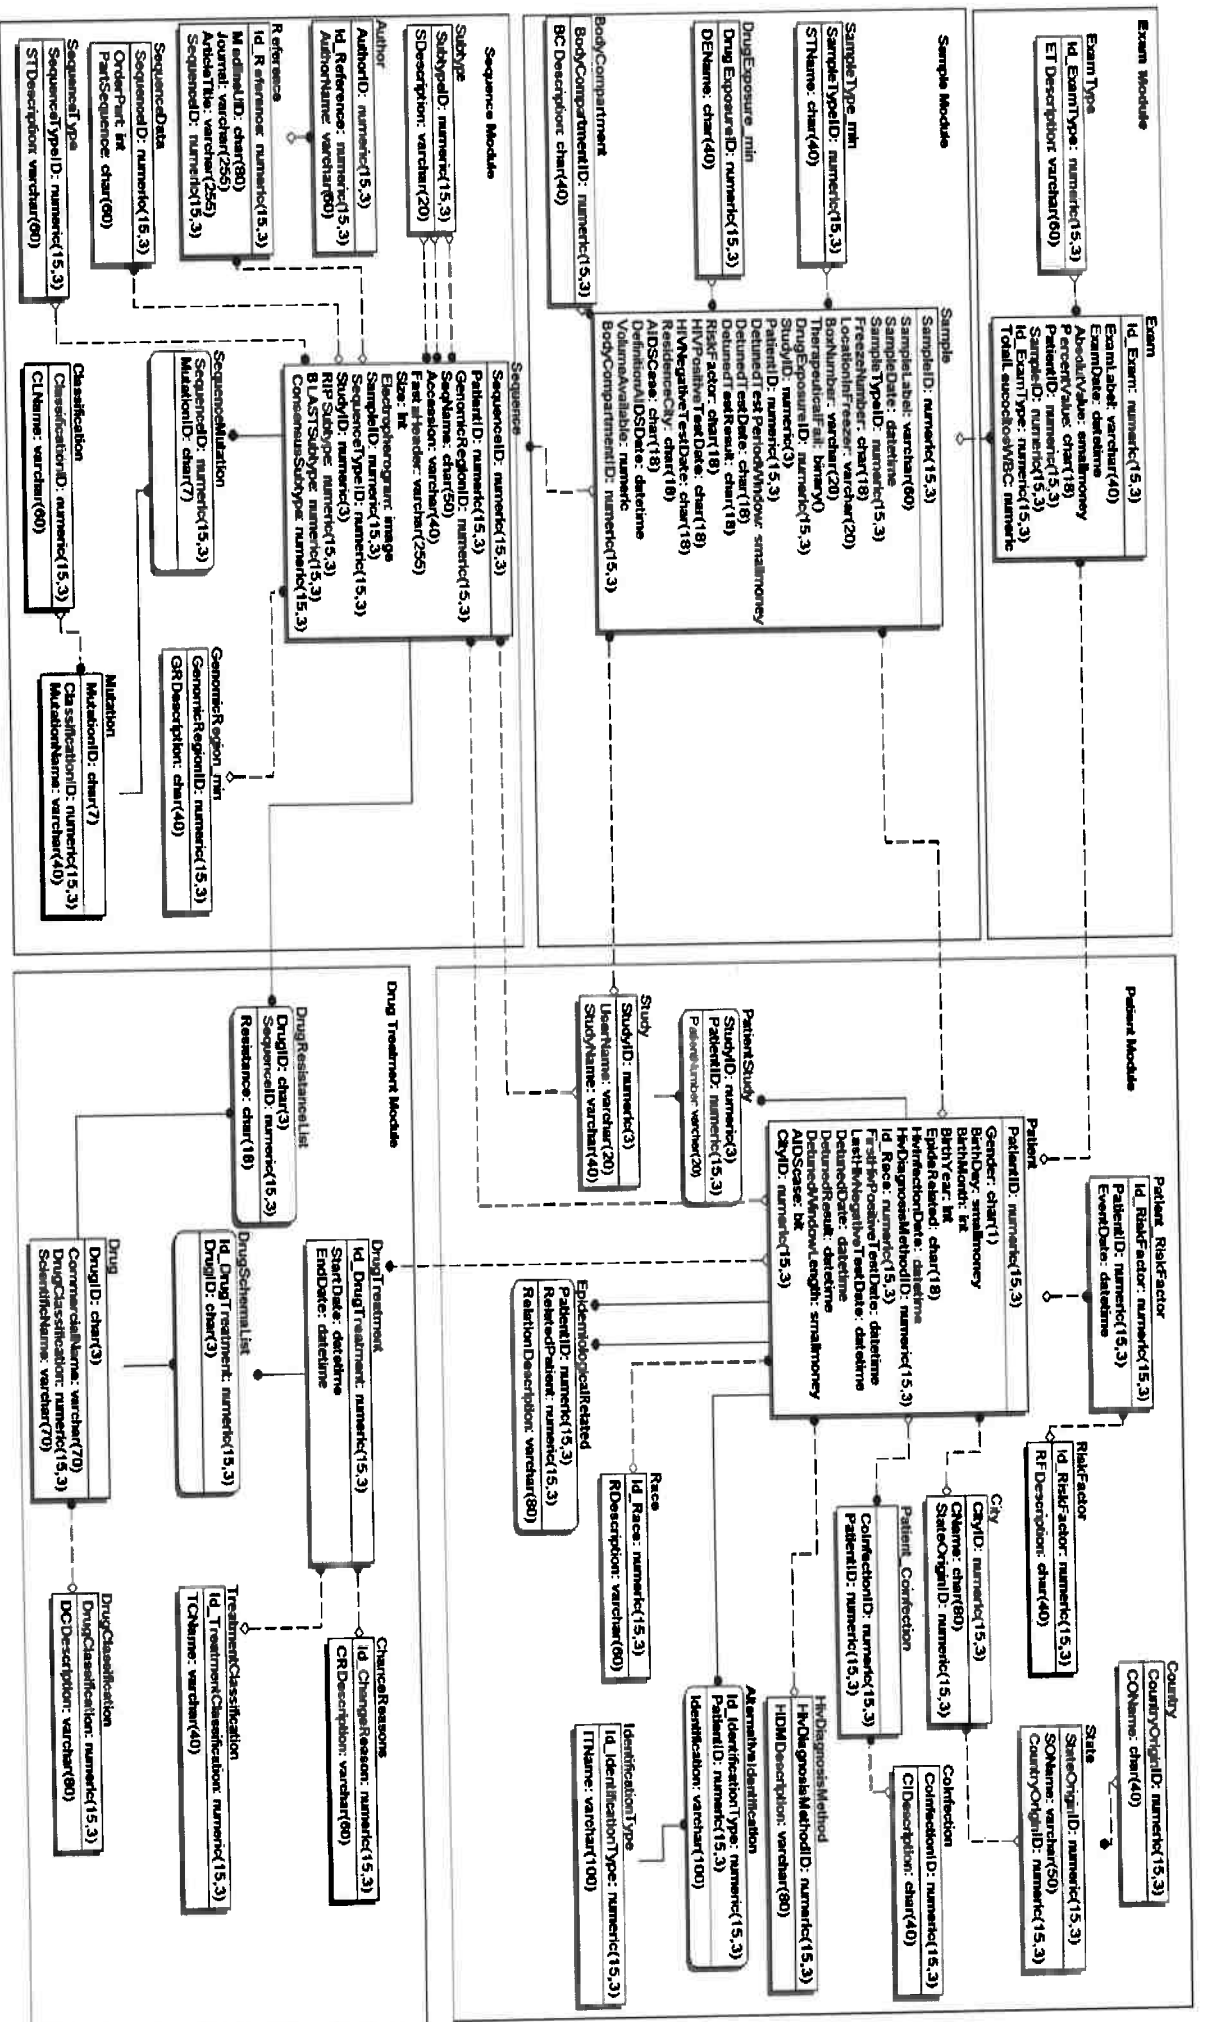 Exam Module
ExamType
Id_ExamType: numeric(15,3)
ETDescription: varchar(60)
Exam
Id_Exam: numeric(15,3)
ExamLabel: varchar(40)
ExamDate: datetime
AbsolutValue: smallmoney
PercentValue: char(18)
PatientID: numeric(15,3)
SampleID: numeric(15,3)
Id_ExamType: numeric(15,3)
TotalLeucocitosWBC: numeric
Sample Module
SampleType_min
SampleTypeID: numeric(15,3)
STName: char(40)
DrugExposure_min
DrugExposureID: numeric(15,3)
DEName: char(40)
BodyCompartment
BodyCompartmentID: numeric(15,3)
BCDescription: char(40)
Sample
SampleID: numeric(15,3)
SampleLabel: varchar(60)
SampleDate: datetime
SampleTypeID: numeric(15,3)
FreezeNumber: char(18)
LocationInFreezer: varchar(20)
BoxNumber: varchar(20)
TherapeuticalFail: binary()
DrugExposureID: numeric(15,3)
StudyID: numeric(3)
PatientID: numeric(15,3)
DetunedTestPeriodWindow: smallmoney
DetunedTestDate: char(18)
DetunedTestResult: char(18)
RiskFactor: char(18)
HIVPositiveTestDate: char(18)
HIVNegativeTestDate: char(18)
ResidenceCity: char(18)
AIDSCase: char(18)
DefinitionAIDSDate: datetime
VolumeAvailable: numeric
BodyCompartmentID: numeric(15,3)
Sequence Module
Subtype
SubtypeID: numeric(15,3)
SDescription: varchar(20)
Author
AuthorID: numeric(15,3)
Id_Reference: numeric(15,3)
AuthorName: varchar(60)
Reference
Id_Reference: numeric(15,3)
MedlineUID: char(80)
Journal: varchar(255)
ArticleTitle: varchar(255)
SequenceID: numeric(15,3)
SequenceData
SequenceID: numeric(15,3)
OrderPart: int
PartSequence: char(60)
SequenceType
SequenceTypeID: numeric(15,3)
STDescription: varchar(60)
Sequence
SequenceID: numeric(15,3)
PatientID: numeric(15,3)
GenomicRegionID: numeric(15,3)
SeqName: char(50)
Accession: varchar(40)
FastaHeader: varchar(255)
Size: int
Electropherogram: image
SampleID: numeric(15,3)
SequenceTypeID: numeric(15,3)
StudyID: numeric(3)
RIPSubtype: numeric(15,3)
BLASTSubtype: numeric(15,3)
ConsensusSubtype: numeric(15,3)
SequenceMutation
SequenceID: numeric(15,3)
MutationID: char(7)
Classification
ClassificationID: numeric(15,3)
CLName: varchar(60)
GenomicRegion_min
GenomicRegionID: numeric(15,3)
GRDescription: char(40)
Mutation
MutationID: char(7)
ClassificationID: numeric(15,3)
MutationName: varchar(40)
Patient Module
Patient
PatientID: numeric(15,3)
Gender: char(1)
BirthDay: smallmoney
BirthMonth: int
BirthYear: int
EpideRelated: char(18)
HivInfectionDate: datetime
HivDiagnosisMethodID: numeric(15,3)
Id_Race: numeric(15,3)
FirstHivPositiveTestDate: datetime
LastHivNegativeTestDate: datetime
DetunedDate: datetime
DetunedResult: datetime
DetunedWindowLength: smallmoney
AIDScase: bit
CityID: numeric(15,3)
PatientStudy
StudyID: numeric(3)
PatientID: numeric(15,3)
PatientNumber: varchar(20)
Study
StudyID: numeric(3)
UserName: varchar(20)
StudyName: varchar(40)
Patient_RiskFactor
Id_RiskFactor: numeric(15,3)
PatientID: numeric(15,3)
EventDate: datetime
RiskFactor
Id_RiskFactor: numeric(15,3)
RFDescription: char(40)
Country
CountryOriginID: numeric(15,3)
COName: char(40)
State
StateOriginID: numeric(15,3)
SOName: varchar(50)
CountryOriginID: numeric(15,3)
City
CityID: numeric(15,3)
CName: char(80)
StateOriginID: numeric(15,3)
Patient_Coinfection
CoinfectionID: numeric(15,3)
PatientID: numeric(15,3)
Coinfection
CoinfectionID: numeric(15,3)
CIDescription: char(40)
HivDiagnosisMethod
HivDiagnosisMethodID: numeric(15,3)
HDMDescription: varchar(80)
AlternativeIdentification
Id_IdentificationType: numeric(15,3)
PatientID: numeric(15,3)
Identification: varchar(100)
IdentificationType
Id_IdentificationType: numeric(15,3)
ITName: varchar(100)
Race
Id_Race: numeric(15,3)
RDescription: varchar(60)
EpidemiologicalRelated
PatientID: numeric(15,3)
RelatedPatient: numeric(15,3)
RelationDescription: varchar(80)
Drug Treatment Module
DrugResistanceList
DrugID: char(3)
SequenceID: numeric(15,3)
Resistance: char(18)
DrugTreatment
Id_DrugTreatment: numeric(15,3)
StartDate: datetime
EndDate: datetime
DrugSchemaList
Id_DrugTreatment: numeric(15,3)
DrugID: char(3)
Drug
DrugID: char(3)
CommercialName: varchar(70)
DrugClassification: numeric(15,3)
ScientificName: varchar(70)
ChanceReasons
Id_ChangeReason: numeric(15,3)
CRDescription: varchar(60)
TreatmentClassification
Id_TreatmentClassification: numeric(15,3)
TCName: varchar(40)
DrugClassification
DrugClassification: numeric(15,3)
DCDescription: varchar(80)